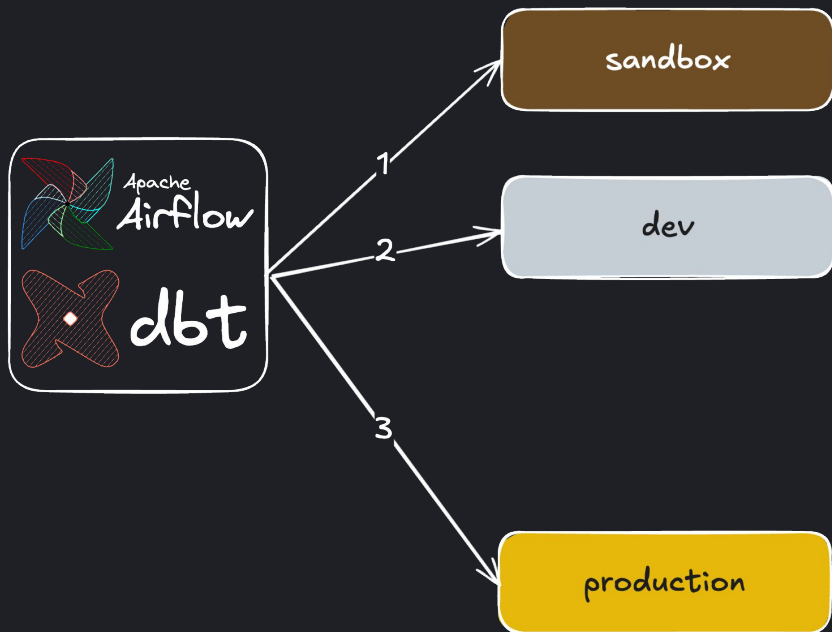 sandbox
1
Apache
Airflow
dev
2
dbt
3
production